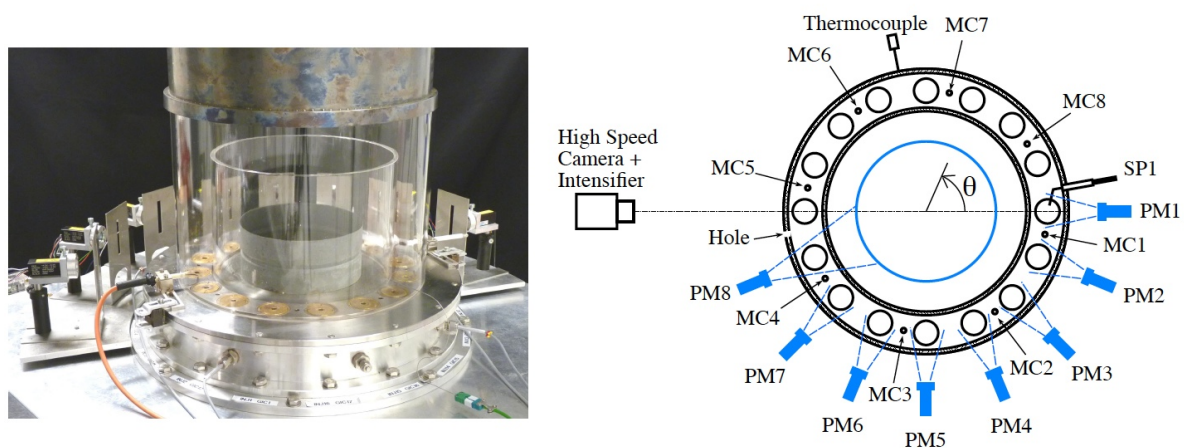 Thermocouple
MC7
MC6
MC8
High Speed
Camera +
Intensifier
MC5
SP1
θ
PM1
Hole
MC1
PM8
PM2
MC4
MC2
PM7
MC3
PM3
PM6
PM5
PM4